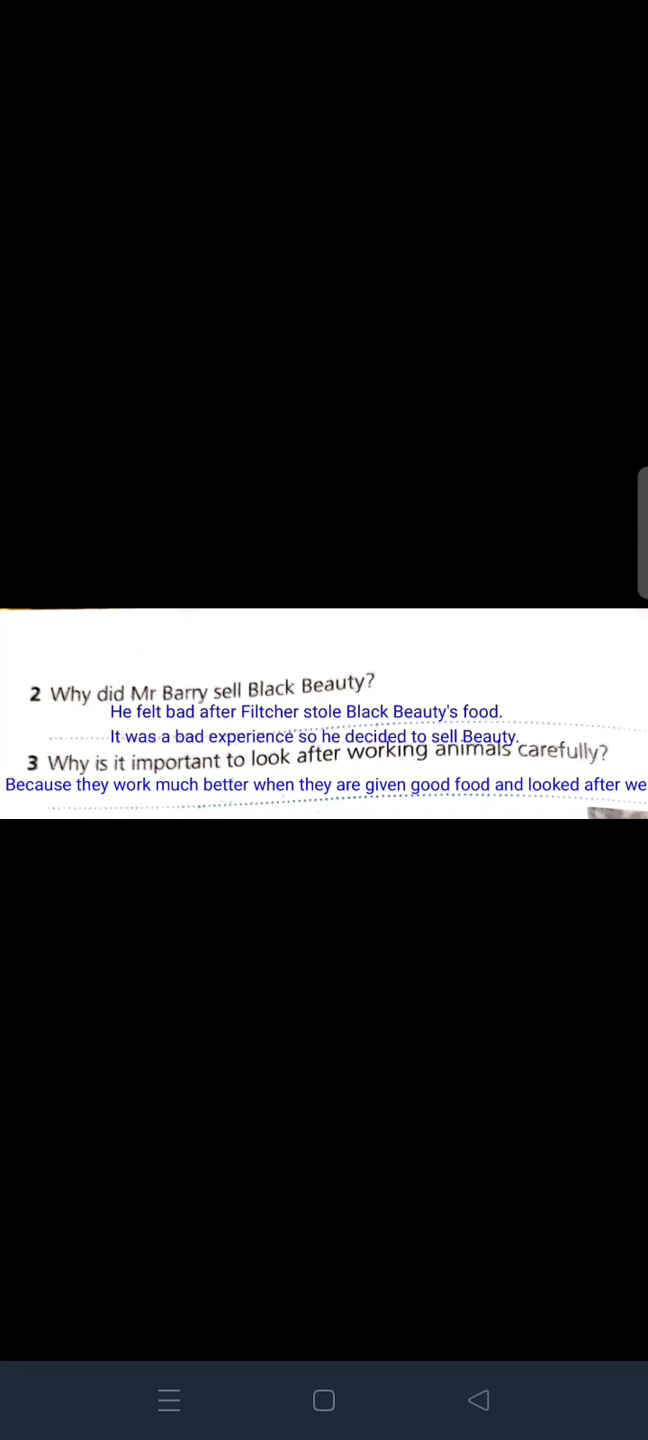 2 Why did Mr Barry sell Black Beauty?
He felt bad after Filtcher stole Black Beauty's food.
It was a bad experience so he decided to sell Beauty.
3 Why is it important to look after working animals carefully?
Because they work much better when they are given good food and looked after we